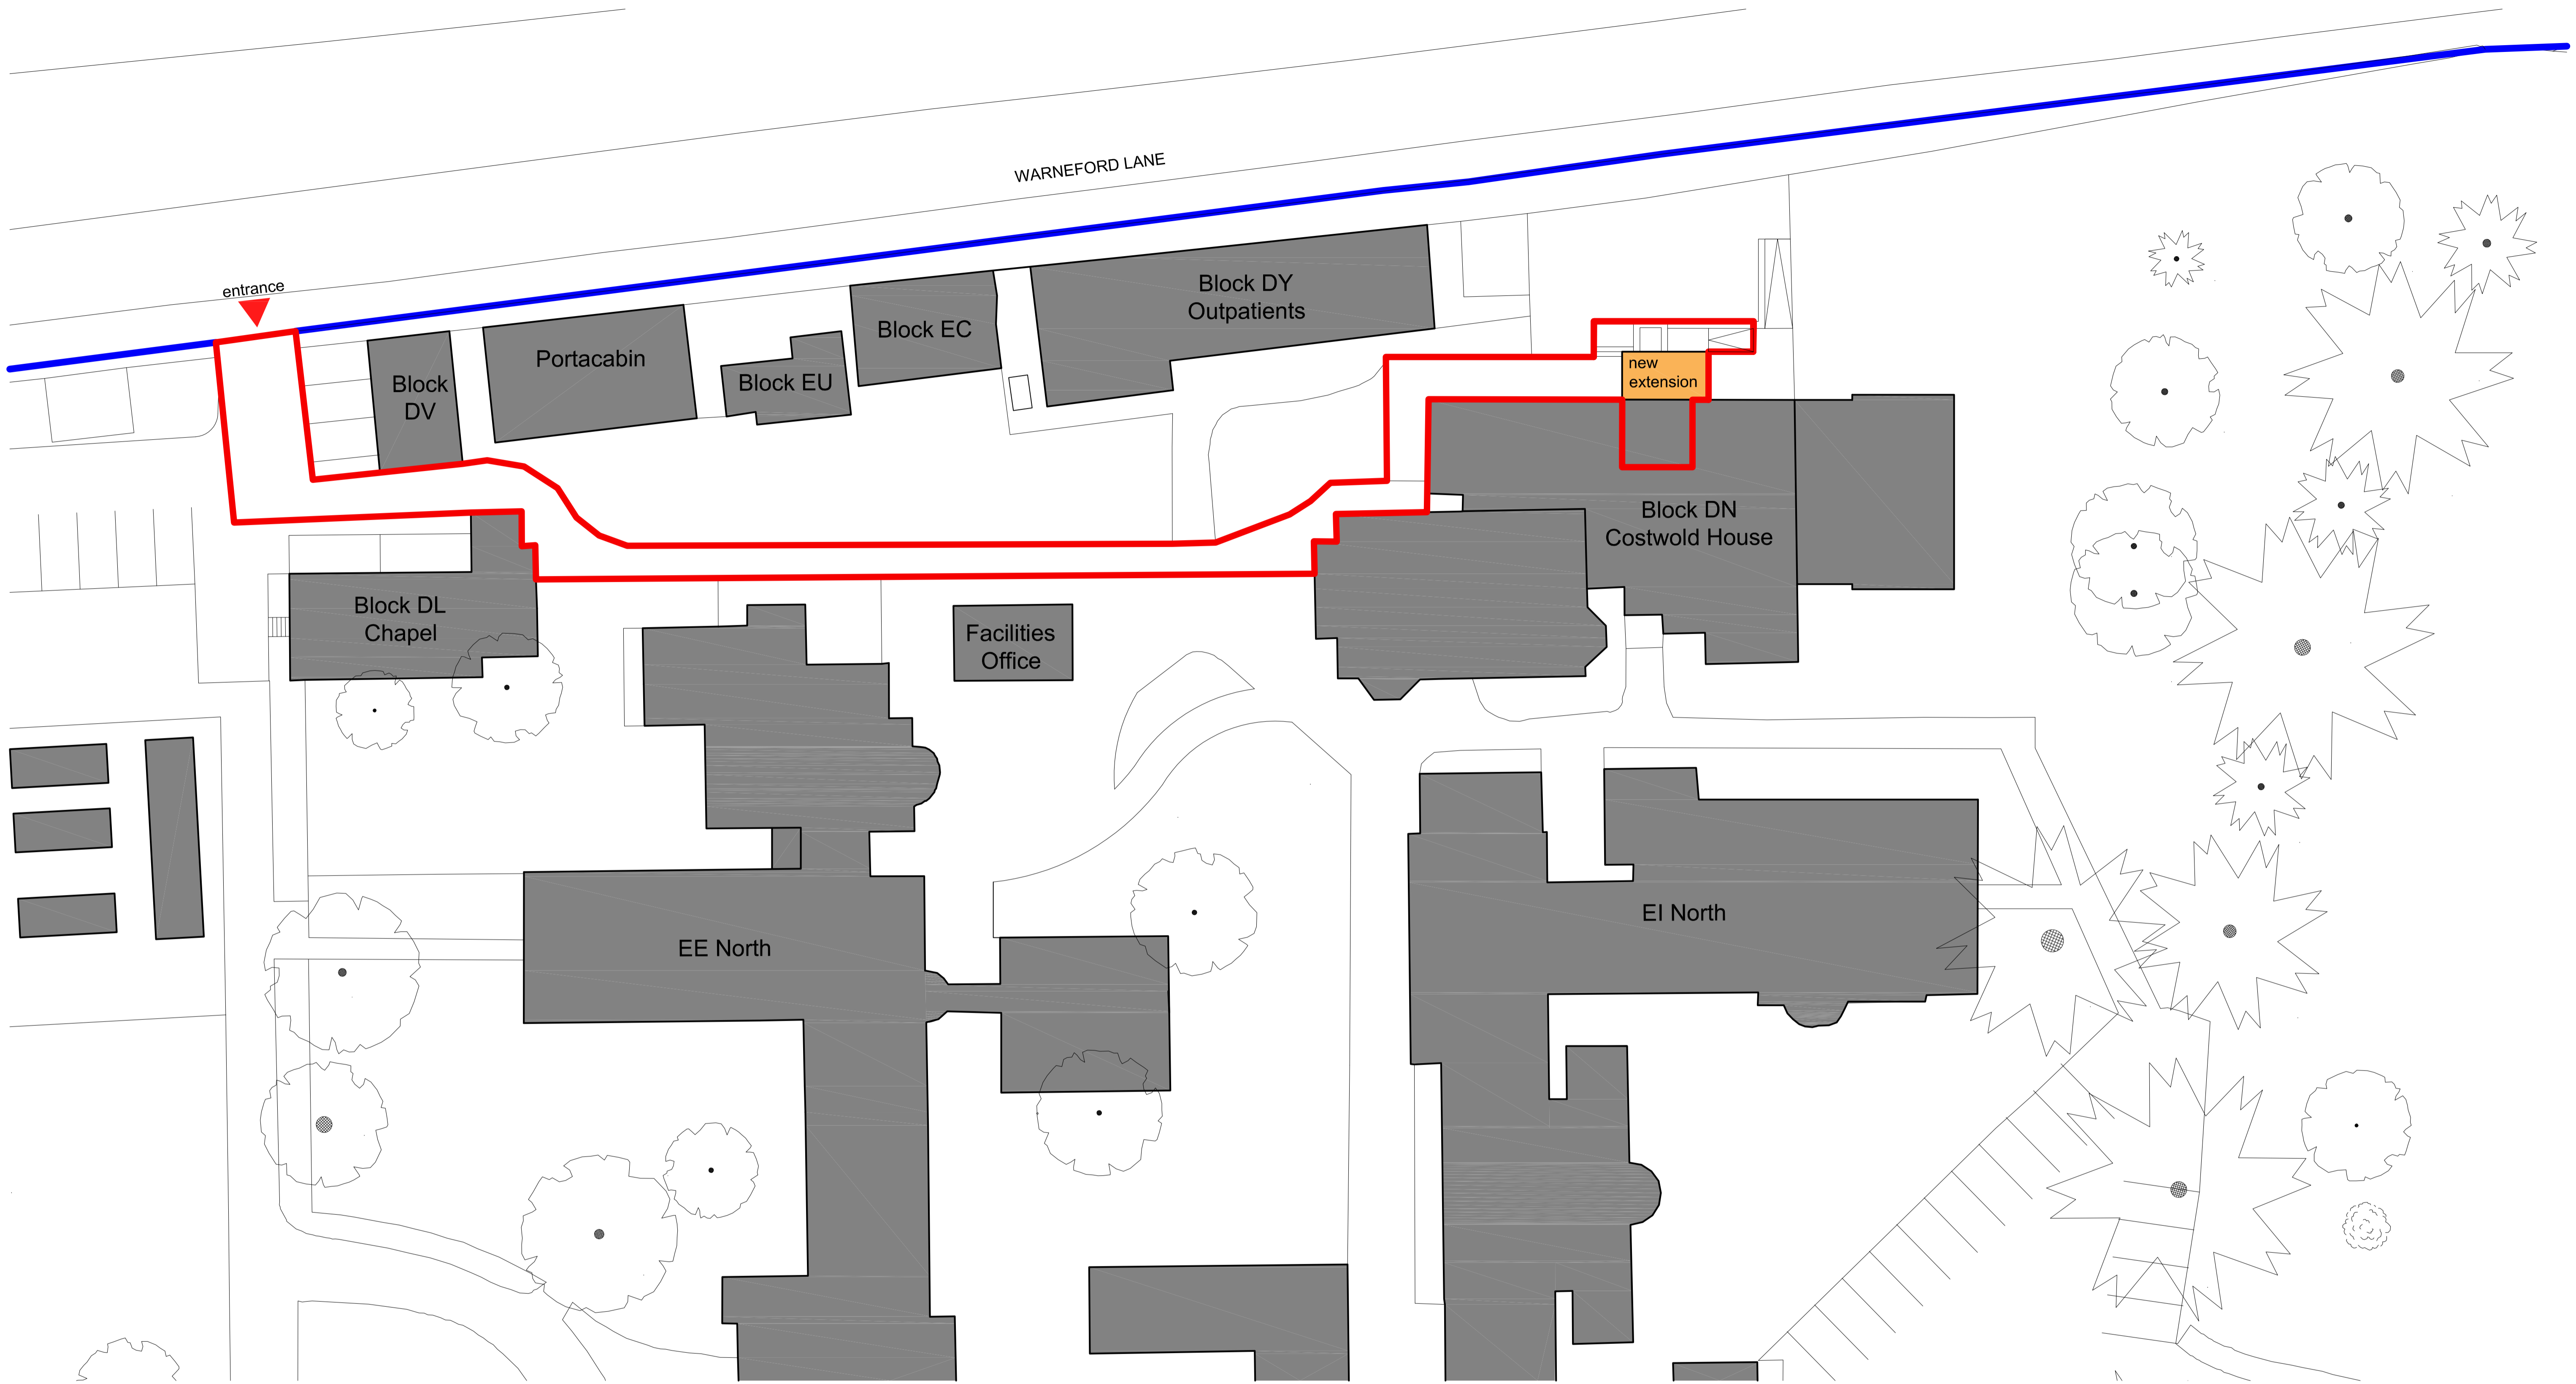 WARNEFORD LANE
entrance
Block DY
Outpatients
Block EC
Portacabin
Block EU
Block
DV
new
extension
Block DN
Costwold House
Block DL
Chapel
Facilities
Office
EE North
EI North